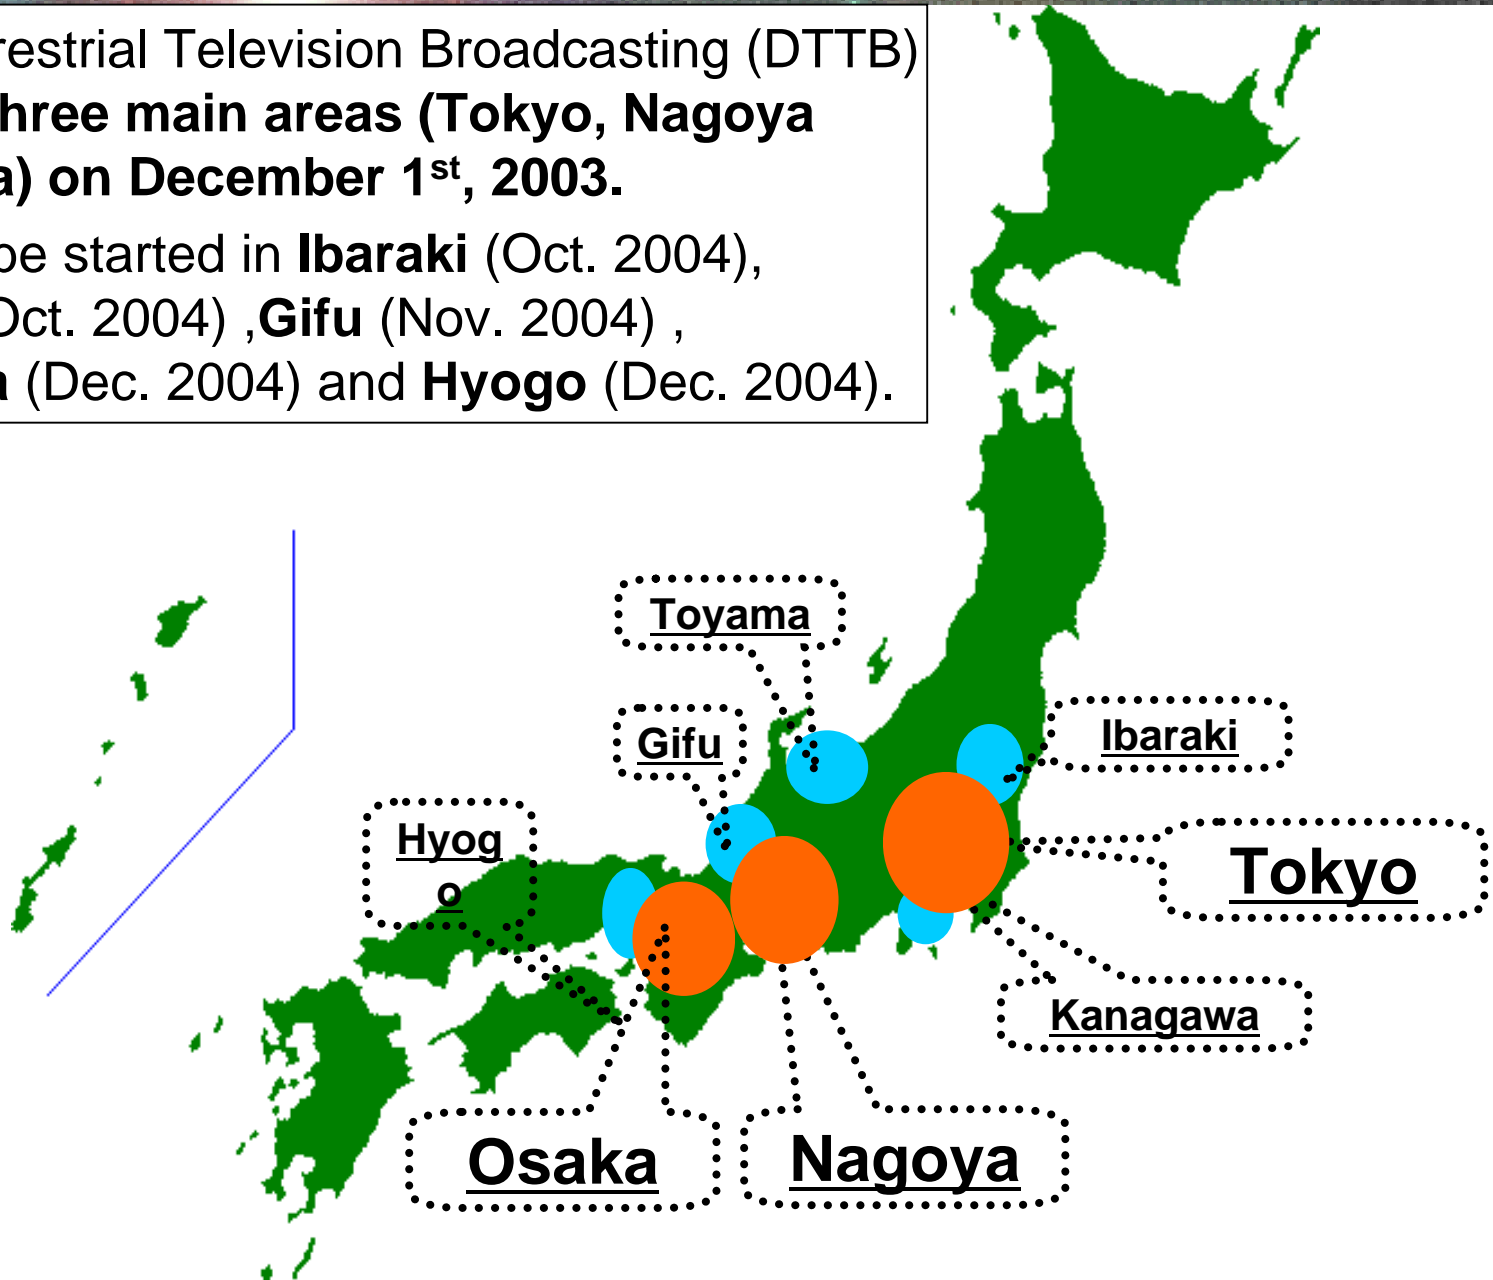 restrial Television Broadcasting (DTTB)
hree main areas (Tokyo, Nagoya
a) on December 1st, 2003.
be started in Ibaraki (Oct. 2004),
Oct. 2004) ,Gifu (Nov. 2004) ,
a (Dec. 2004) and Hyogo (Dec. 2004).
Toyama
Gifu
Ibaraki
Hyog
o
Tokyo
Kanagawa
Osaka
Nagoya